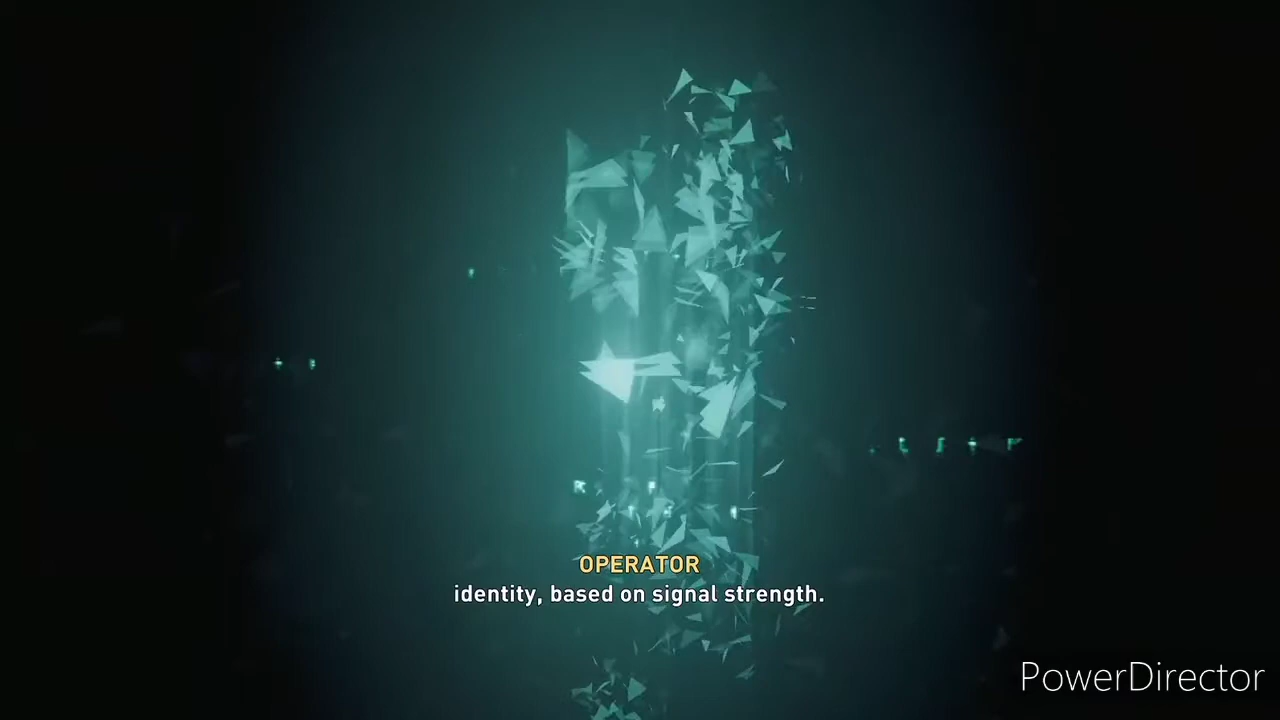 OPERATOR
identity, based on signal strength.
PowerDirector